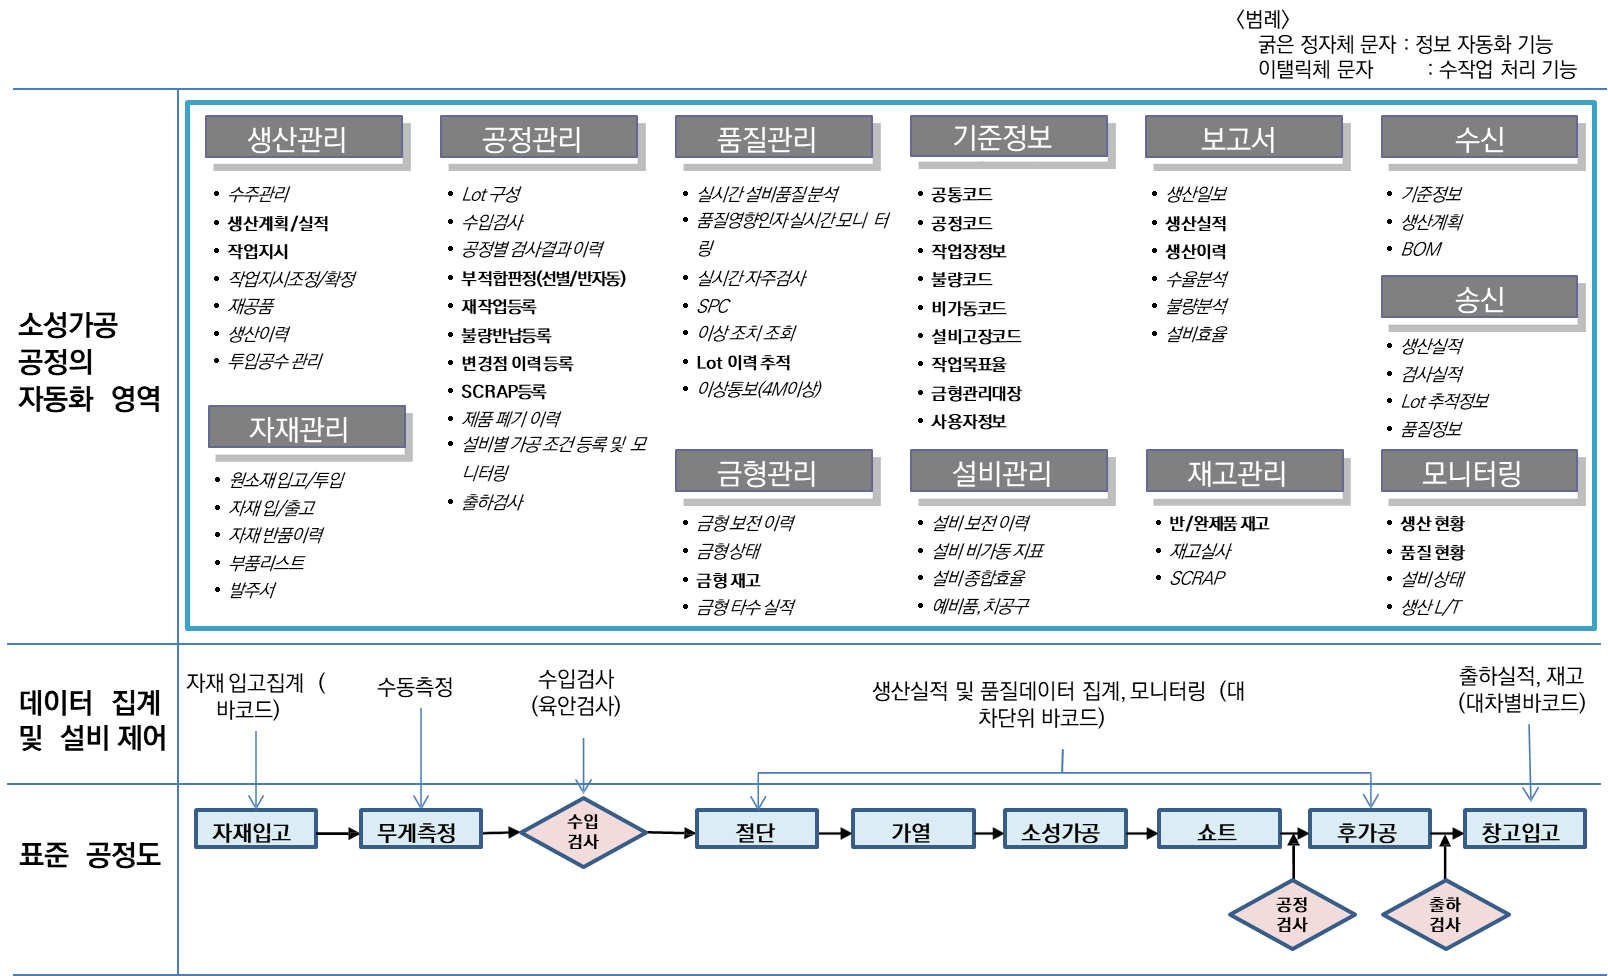 〈범례〉
굵은 정자체 문자 : 정보 자동화 기능
이탤릭체 문자 : 수작업 처리 기능
소성가공
공정의
자동화 영역
생산관리
• 수주관리
• 생산계획/실적
• 작업지시
• 작업지시조정/확정
• 재공품
• 생산이력
• 투입공수 관리
자재관리
• 원소재 입고/투입
• 자재 입/출고
• 자재 반품이력
• 부품리스트
• 발주서
공정관리
• Lot 구성
• 수입검사
• 공정별 검사결과 이력
• 부적합판정(선별/반자동)
• 재작업등록
• 불량반납등록
• 변경점 이력 등록
• SCRAP등록
• 제품 폐기 이력
• 설비별 가공 조건 등록 및 모
니터링
• 출하검사
품질관리
• 실시간 설비품질 분석
• 품질영향인자 실시간 모니 터
링
• 실시간 자주검사
• SPC
• 이상 조치 조회
• Lot 이력 추적
• 이상통보(4M이상)
금형관리
• 금형 보전 이력
• 금형 상태
• 금형 재고
• 금형 타수 실적
기준정보
• 공통코드
• 공정코드
• 작업장정보
• 불량코드
• 비가동코드
• 설비고장코드
• 작업목표율
• 금형관리대장
• 사용자정보
설비관리
• 설비 보전 이력
• 설비 비가동 지표
• 설비 종합효율
• 예비품, 치공구
보고서
• 생산일보
• 생산실적
• 생산이력
• 수율분석
• 불량분석
• 설비효율
재고관리
• 반/완제품 재고
• 재고실사
• SCRAP
수신
• 기준정보
• 생산계획
• BOM
송신
• 생산실적
• 검사실적
• Lot 추적정보
• 품질정보
모니터링
• 생산 현황
• 품질 현황
• 설비 상태
• 생산 L/T
데이터 집계
및 설비 제어
자재 입고집계 (
바코드)
수동측정
수입검사
(육안검사)
생산실적 및 품질데이터 집계, 모니터링 (대
차단위 바코드)
출하실적, 재고
(대차별바코드)
표준 공정도
자재입고
무게측정
수입
검사
절단
가열
소성가공
쇼트
후가공
창고입고
공정
검사
출하
검사